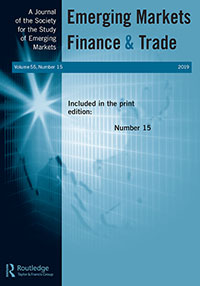 A Journal
of the Society
for the Study
of Emerging
Markets
Emerging Markets
Finance & Trade
Volume 55, Number 15
2019
Included in the print
edition:
Number 15
Routledge
Taylor & Francis Group